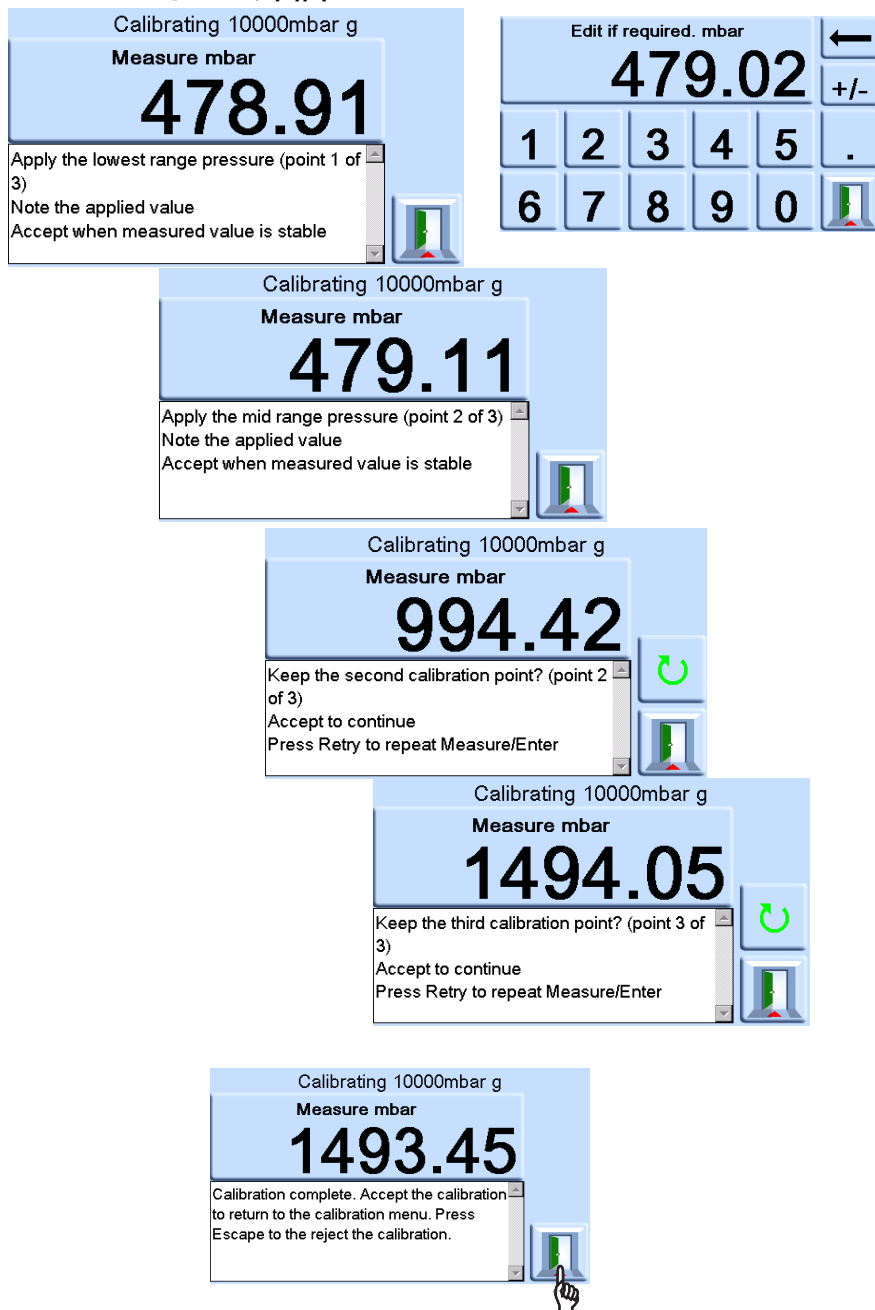 Calibrating 10000mbar g
Measure mbar
478.91
Apply the lowest range pressure (point 1 of
3)
Note the applied value
Accept when measured value is stable
Edit if required. mbar
479.02
+/-
1 2 3 4 5 .
6 7 8 9 0
Calibrating 10000mbar g
Measure mbar
479.11
Apply the mid range pressure (point 2 of 3)
Note the applied value
Accept when measured value is stable
Calibrating 10000mbar g
Measure mbar
994.42
Keep the second calibration point? (point 2
of 3)
Accept to continue
Press Retry to repeat Measure/Enter
Calibrating 10000mbar g
Measure mbar
1494.05
Keep the third calibration point? (point 3 of
3)
Accept to continue
Press Retry to repeat Measure/Enter
Calibrating 10000mbar g
Measure mbar
1493.45
Calibration complete. Accept the calibration
to return to the calibration menu. Press
Escape to the reject the calibration.